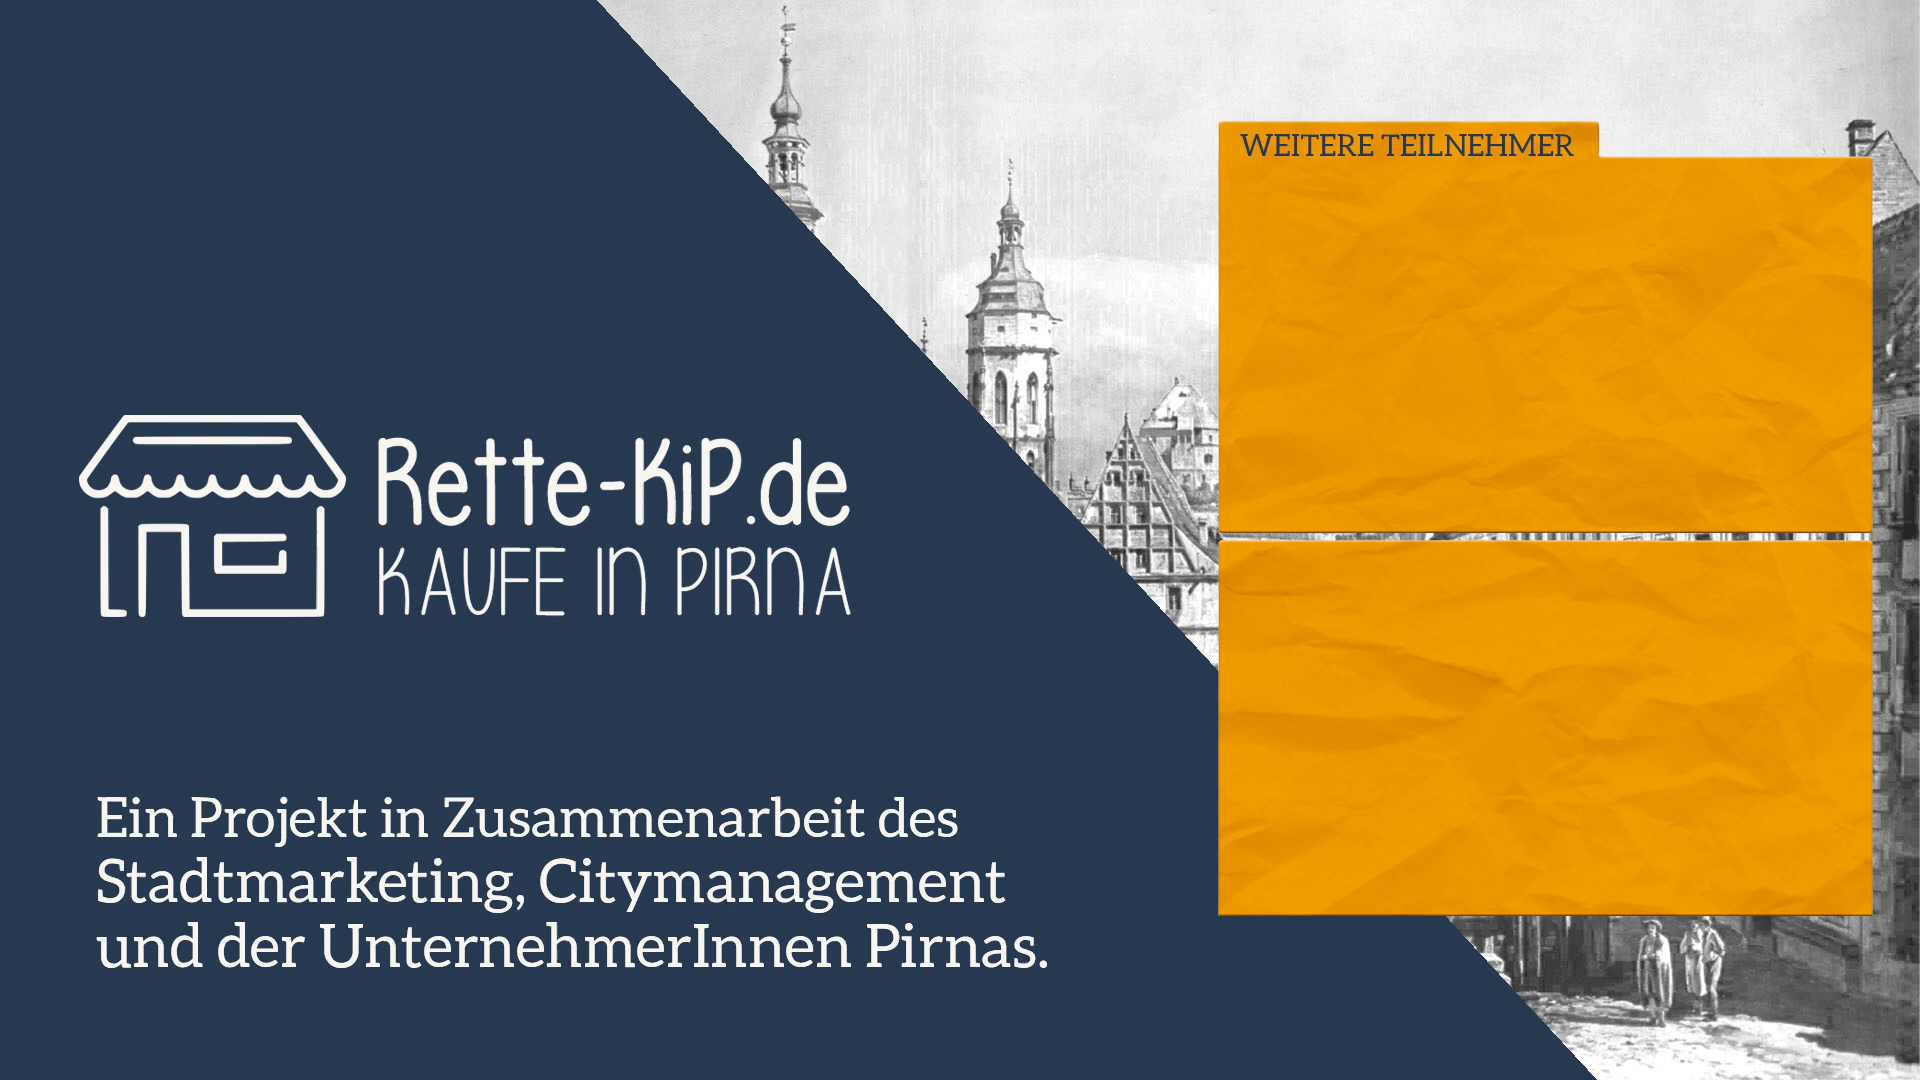 WEITERE TEILNEHMER
Rette-KiP.de
KAUFE IN PIRNA
Ein Projekt in Zusammenarbeit des
Stadtmarketing, Citymanagement
und der UnternehmerInnen Pirnas.